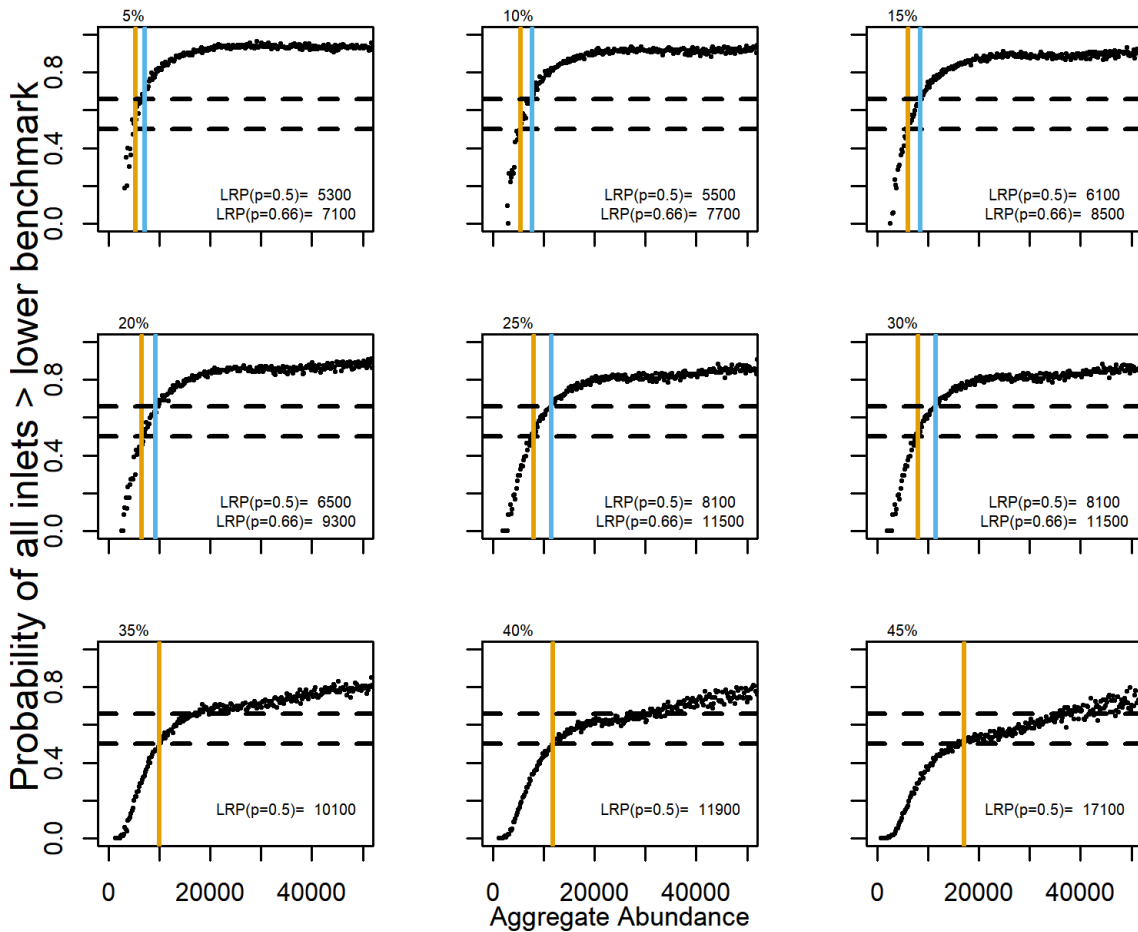 Probability of all inlets > lower benchmark
5%
0.0 0.4 0.8
LRP(p=0.5)= 5300
LRP(p=0.66)= 7100
10%
LRP(p=0.5)= 5500
LRP(p=0.66)= 7700
15%
LRP(p=0.5)= 6100
LRP(p=0.66)= 8500
20%
0.0 0.4 0.8
LRP(p=0.5)= 6500
LRP(p=0.66)= 9300
25%
LRP(p=0.5)= 8100
LRP(p=0.66)= 11500
30%
LRP(p=0.5)= 8100
LRP(p=0.66)= 11500
35%
0.0 0.4 0.8
LRP(p=0.5)= 10100
0 20000 40000
40%
LRP(p=0.5)= 11900
0 20000 40000
45%
LRP(p=0.5)= 17100
0 20000 40000
Aggregate Abundance